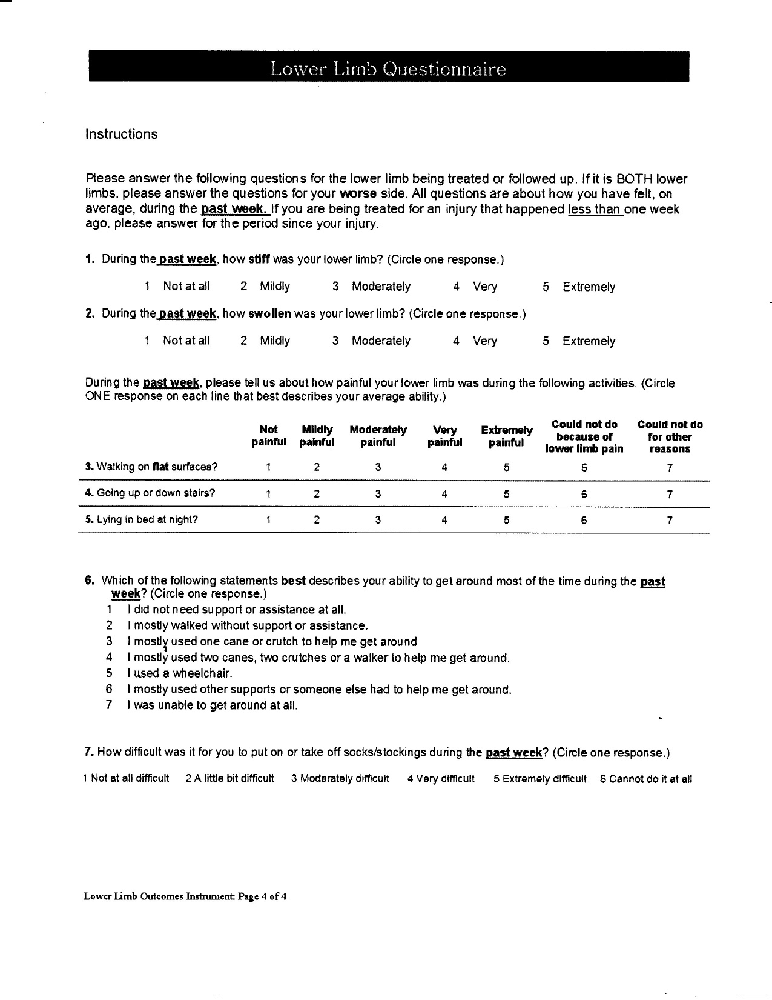 Lower Limb Questionnaire
Instructions
Please answer the following questions for the lower limb being treated or followed up. If it is BOTH lower
limbs, please answer the questions for your worse side. All questions are about how you have felt, on
average, during the past week. If you are being treated for an injury that happened less than one week
ago, please answer for the period since your injury.
1. During the past week, how stiff was your lower limb? (Circle one response.)
1 Not at all 2 Mildly 3 Moderately 4 Very 5 Extremely
2. During the past week, how swollen was your lower limb? (Circle one response.)
1 Not at all 2 Mildly 3 Moderately 4 Very 5 Extremely
During the past week, please tell us about how painful your lower limb was during the following activities. (Circle
ONE response on each line that best describes your average ability.)
Not painful Mildly painful Moderately painful Very painful Extremely painful Could not do because of lower limb pain Could not do for other reasons
3. Walking on flat surfaces? 1 2 3 4 5 6 7
4. Going up or down stairs? 1 2 3 4 5 6 7
5. Lying in bed at night? 1 2 3 4 5 6 7
6. Which of the following statements best describes your ability to get around most of the time during the past
week? (Circle one response.)
1 I did not need support or assistance at all.
2 I mostly walked without support or assistance.
3 I mostly used one cane or crutch to help me get around
4 I mostly used two canes, two crutches or a walker to help me get around.
5 I used a wheelchair.
6 I mostly used other supports or someone else had to help me get around.
7 I was unable to get around at all.
7. How difficult was it for you to put on or take off socks/stockings during the past week? (Circle one response.)
1 Not at all difficult 2 A little bit difficult 3 Moderately difficult 4 Very difficult 5 Extremely difficult 6 Cannot do it at all
Lower Limb Outcomes Instrument: Page 4 of 4